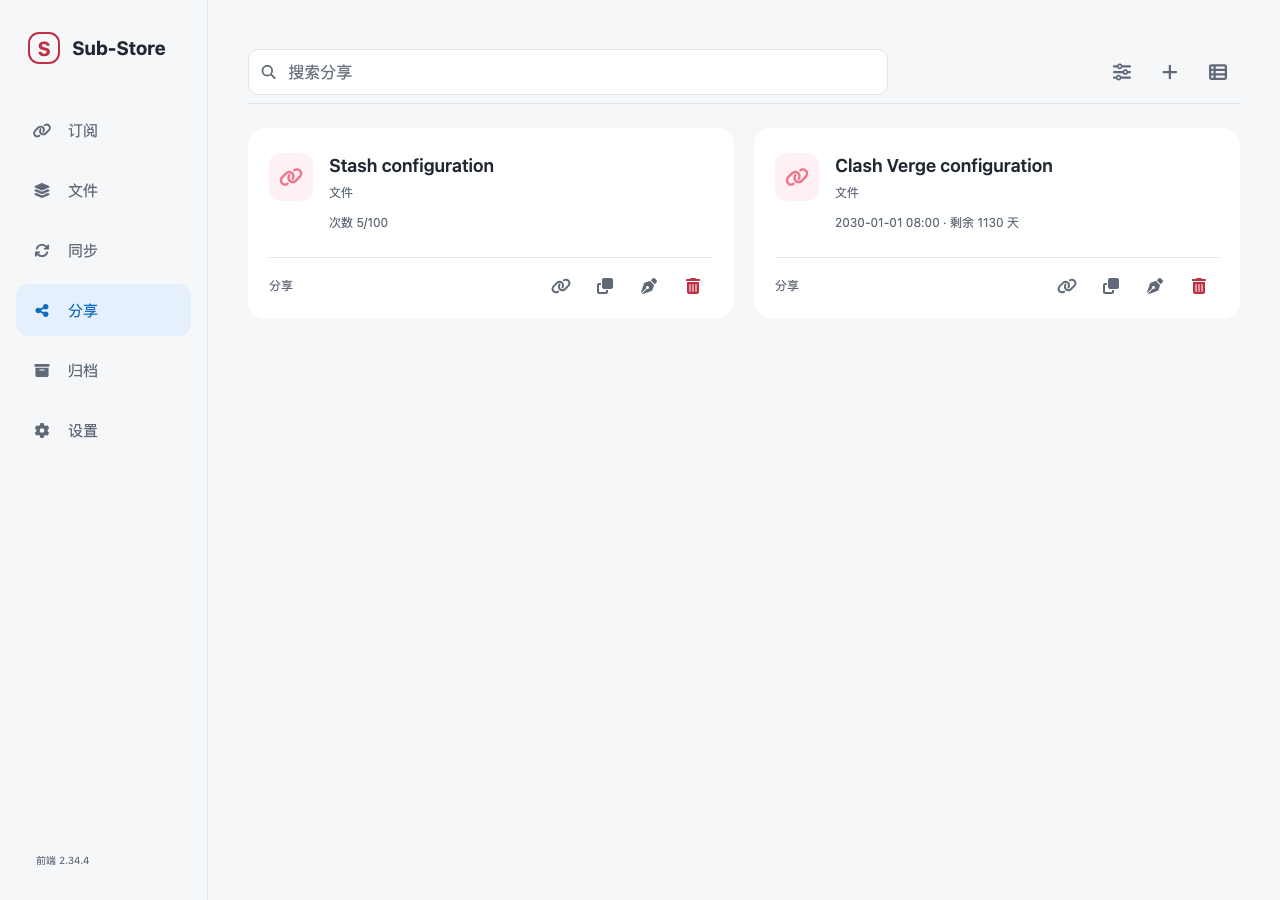 S Sub-Store
订阅
文件
同步
分享
归档
设置
前端 2.34.4
搜索分享
Stash configuration
文件
次数 5/100
分享
Clash Verge configuration
文件
2030-01-01 08:00 · 剩余 1130 天
分享